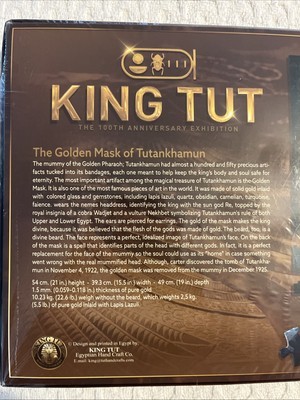 KING TUT
THE 100TH ANNIVERSARY EXHIBITION
The Golden Mask of Tutankhamun
The mummy of the Golden Pharaoh; Tutankhamun had almost a hundred and fifty precious arti-
facts tucked into its bandages, each one meant to help keep the king's body and soul safe for
eternity. The most important artifact among the magical treasure of Tutankhamun is the Golden
Mask. It is also one of the most famous pieces of art in the world. It was made of solid gold inlaid
with colored glass and gemstones, including lapis lazuli, quartz, obsidian, carnelian, turquoise,
faience. wears the nemes headdress, identifying the king with the sun god Re, topped by the
royal insignia of a cobra Wadjet and a vulture Nekhbet symbolizing Tutankhamun's rule of both
Upper and Lower Egypt. The ears are pierced for earrings. The gold of the mask makes the king
divine, because it was believed that the flesh of the gods was made of gold. The beard, too, is a
divine beard. The face represents a perfect, idealized image of Tutankhamun's face. On the back
of the mask is a spell that identifies parts of the head with different gods. In fact, it is a perfect
replacement for the face of the mummy so the soul could use as its "home" in case something
went wrong with the real mummified head. Although, carter discovered the tomb of Tutankha-
mun in November 4, 1922, the golden mask was removed from the mummy in December 1925.
54 cm. (21 in.) height - 39.3 cm. (15.5 in ) width - 49 cm. (19 in.) depth
1.5 mm. (0.059-0.118 in.) thickness of pure gold.
10.23 kg. (22.6 lb.) weigh without the beard, which weighs 2,5 kg.
(5.5 lb.) of pure gold inlaid with Lapis Lazuli.
Design and printed in Egypt by:
KING TUT
Egyptian Hand Craft Co.